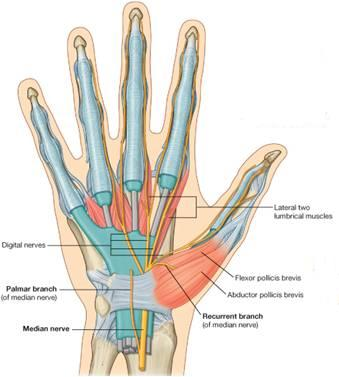 Lateral two
lumbrical muscles
Digital nerves
Flexor pollicis brevis
Palmar branch
(of median nerve)
Abductor pollicis brevis
Recurrent branch
(of median nerve)
Median nerve